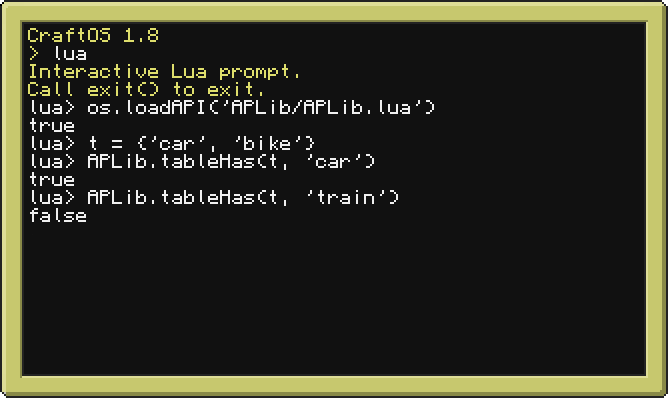 CraftOS 1.8
> lua
Interactive Lua prompt.
Call exit() to exit.
lua> os.loadAPI('APLib/APLib.lua')
true
lua> t = {'car', 'bike'}
lua> APLib.tableHas(t, 'car')
true
lua> APLib.tableHas(t, 'train')
false